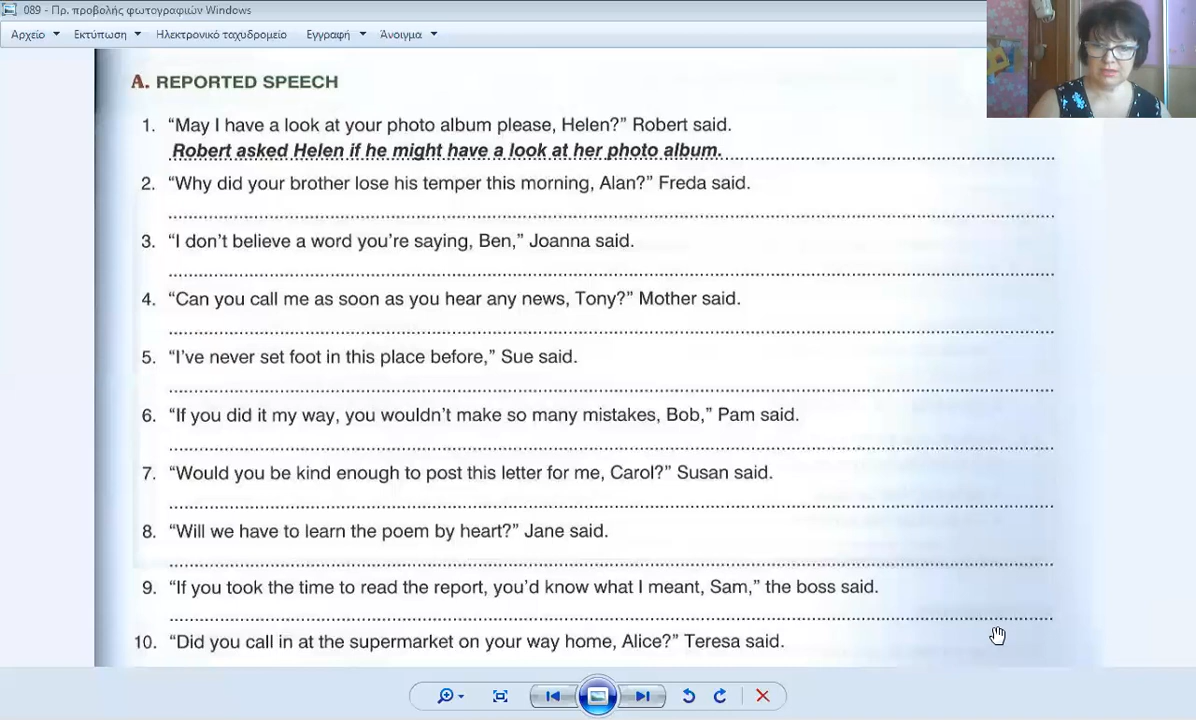 089 - Πρ. προβολής φωτογραφιών Windows
Αρχείο Εκτύπωση Ηλεκτρονικό ταχυδρομείο Εγγραφή Άνοιγμα
A. REPORTED SPEECH
1. “May I have a look at your photo album please, Helen?” Robert said.
Robert asked Helen if he might have a look at her photo album.
2. “Why did your brother lose his temper this morning, Alan?” Freda said.
3. “I don’t believe a word you’re saying, Ben,” Joanna said.
4. “Can you call me as soon as you hear any news, Tony?” Mother said.
5. “I’ve never set foot in this place before,” Sue said.
6. “If you did it my way, you wouldn’t make so many mistakes, Bob,” Pam said.
7. “Would you be kind enough to post this letter for me, Carol?” Susan said.
8. “Will we have to learn the poem by heart?” Jane said.
9. “If you took the time to read the report, you’d know what I meant, Sam,” the boss said.
10. “Did you call in at the supermarket on your way home, Alice?” Teresa said.